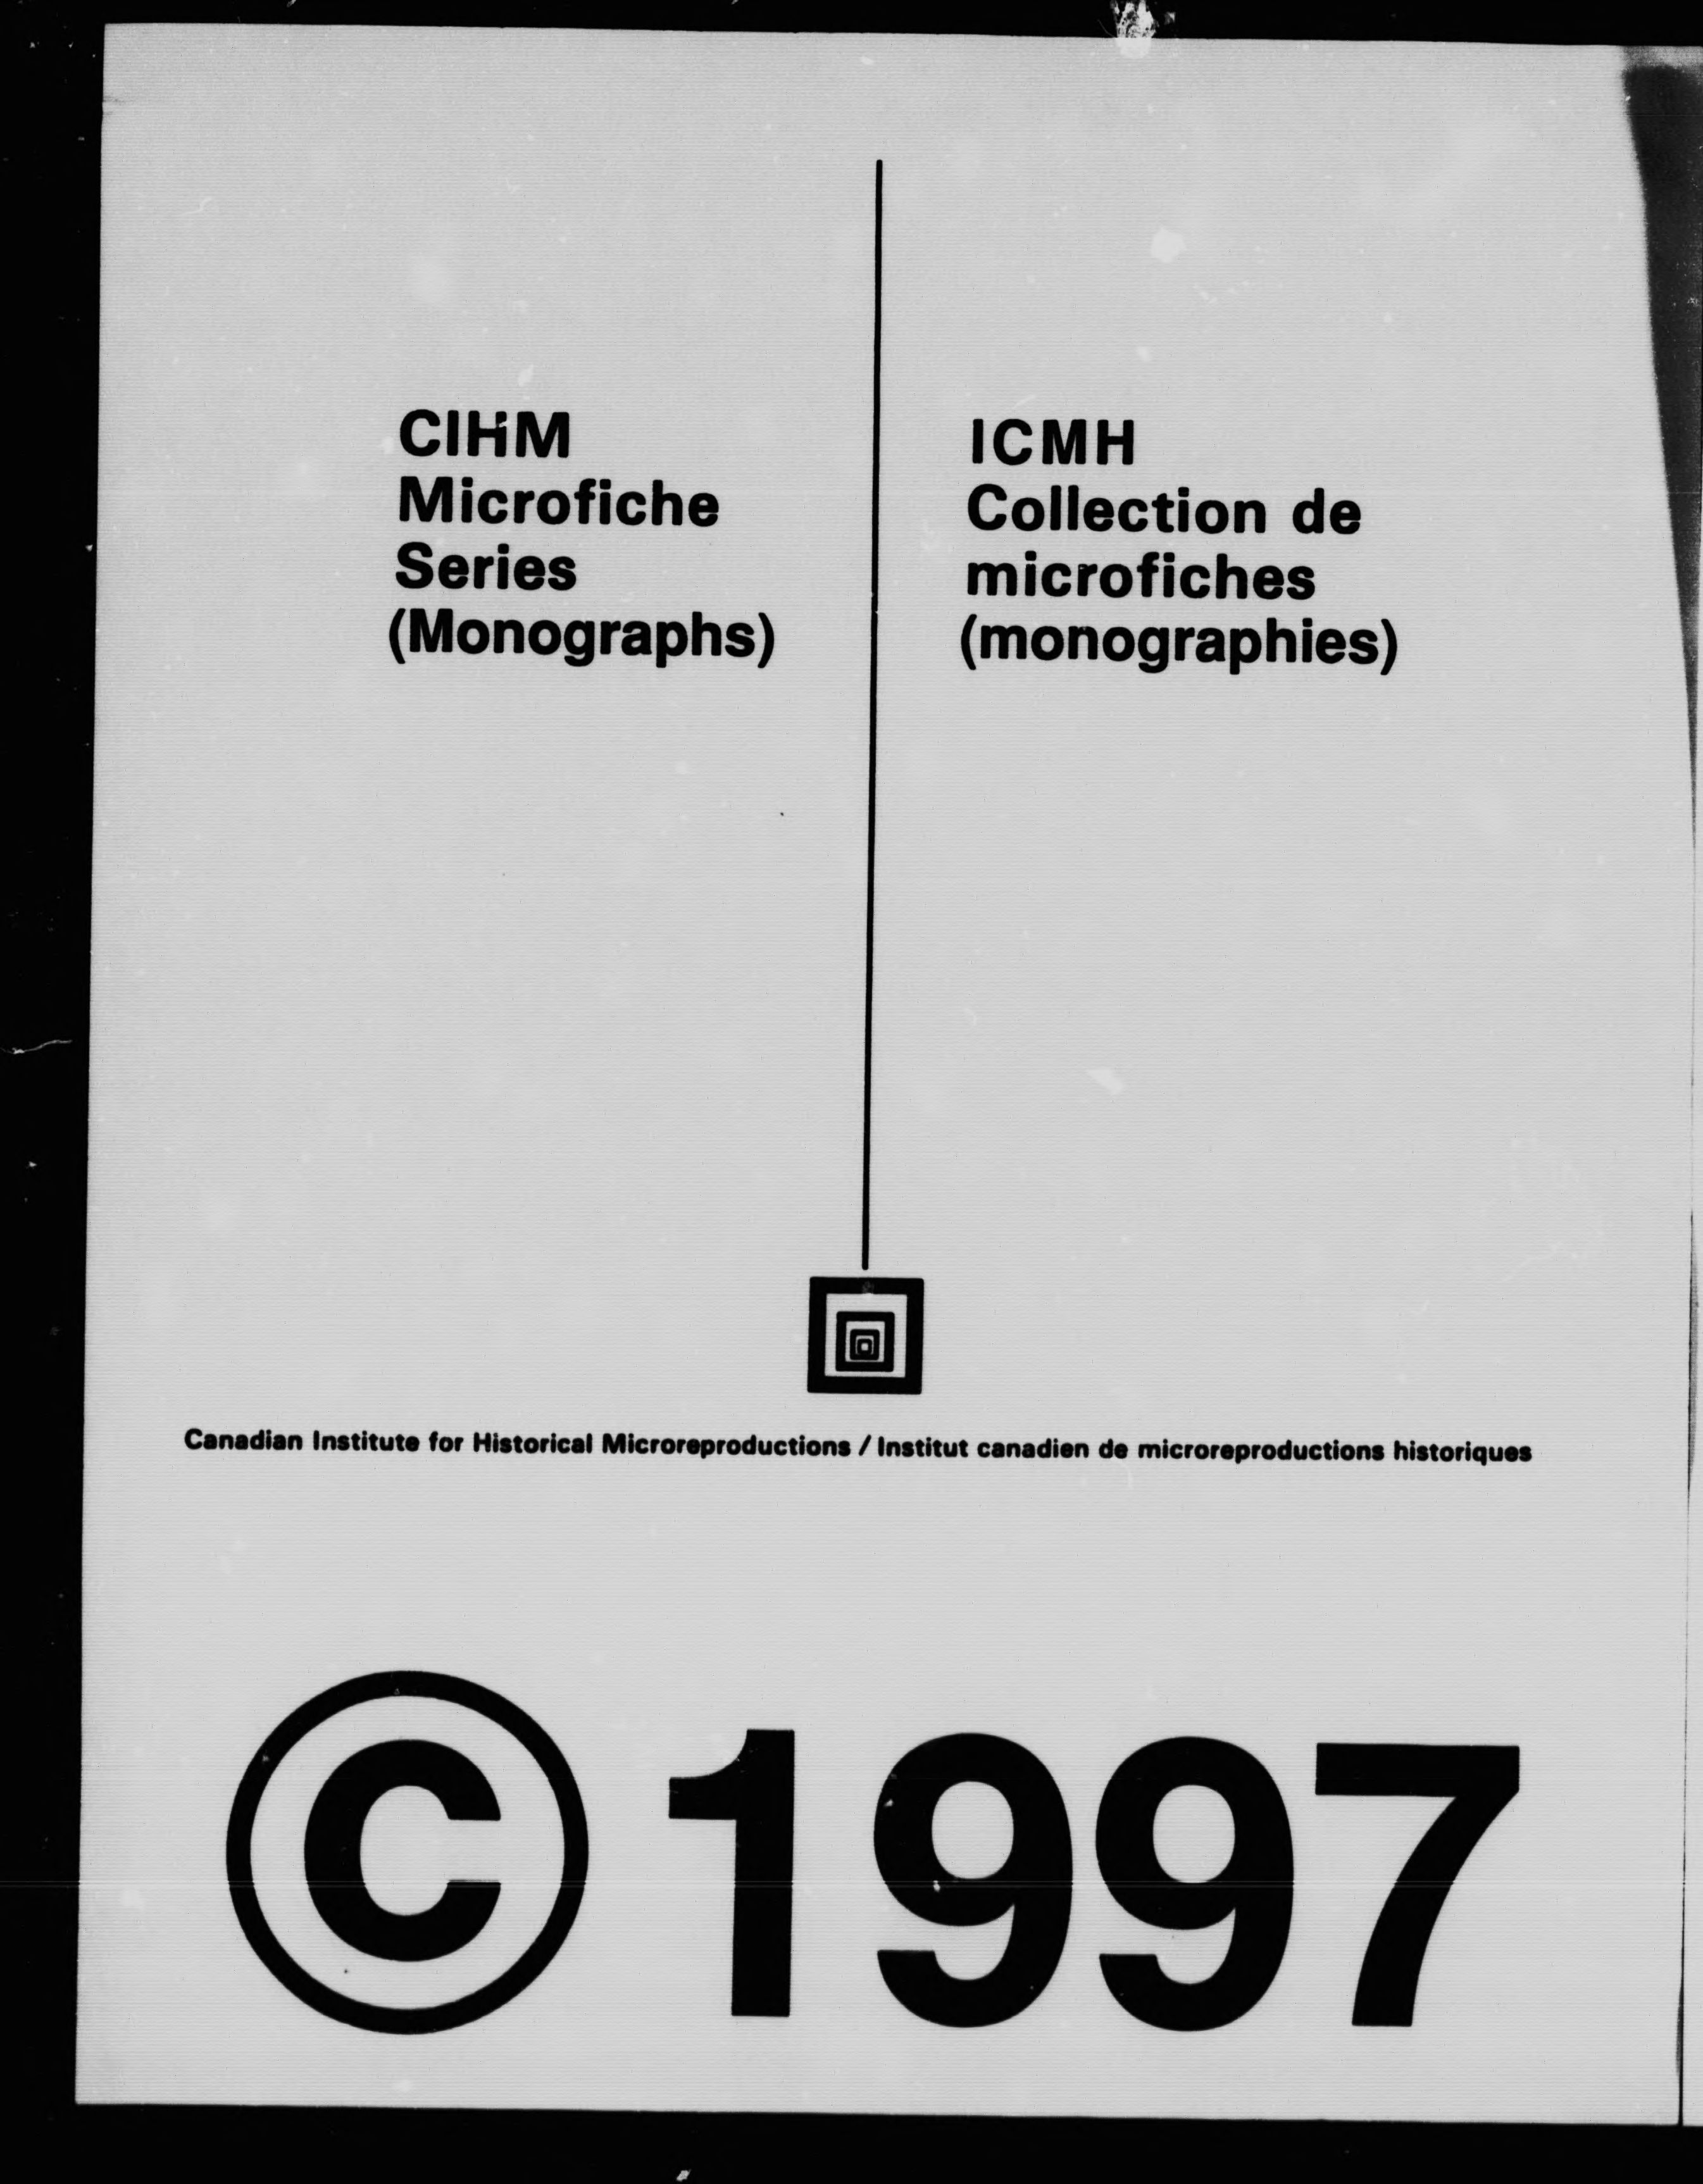 CIHM
Microfiche
Series
(Monographs)
ICMH
Collection de
microfiches
(monographies)
Canadian Institute for Historical Microreproductions / Institut canadien de microreproductions historiques
© 1997